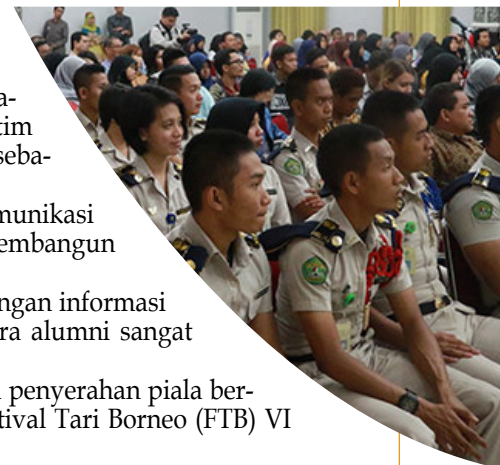 a-
tim
seba-
munikasi
embangun
ngan informasi
ra alumni sangat
penyerahan piala ber-
tival Tari Borneo (FTB) VI